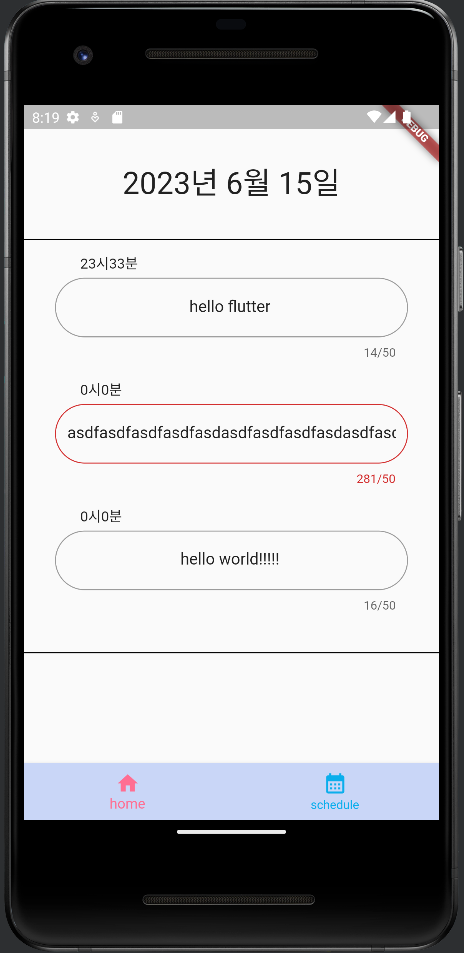 8:19
DEBUG
2023년 6월 15일
23시33분
hello flutter
14/50
0시0분
asdfasdfasdfasdfasdasdfasdfasdfasdasdfasd
281/50
0시0분
hello world!!!!!
16/50
home
schedule